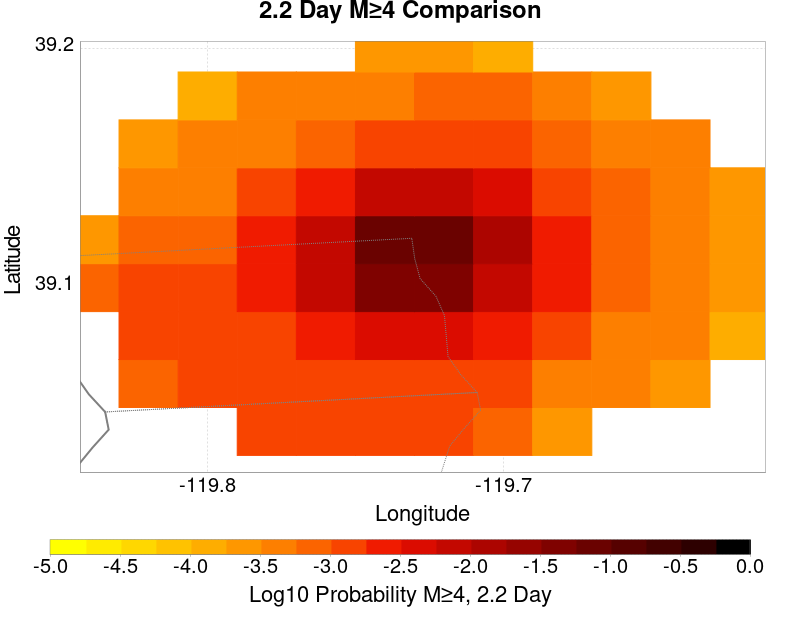 2.2 Day M≥4 Comparison
39.2
39.1
Latitude
-119.8 -119.7
Longitude
-5.0 -4.5 -4.0 -3.5 -3.0 -2.5 -2.0 -1.5 -1.0 -0.5 0.0
Log10 Probability M≥4, 2.2 Day